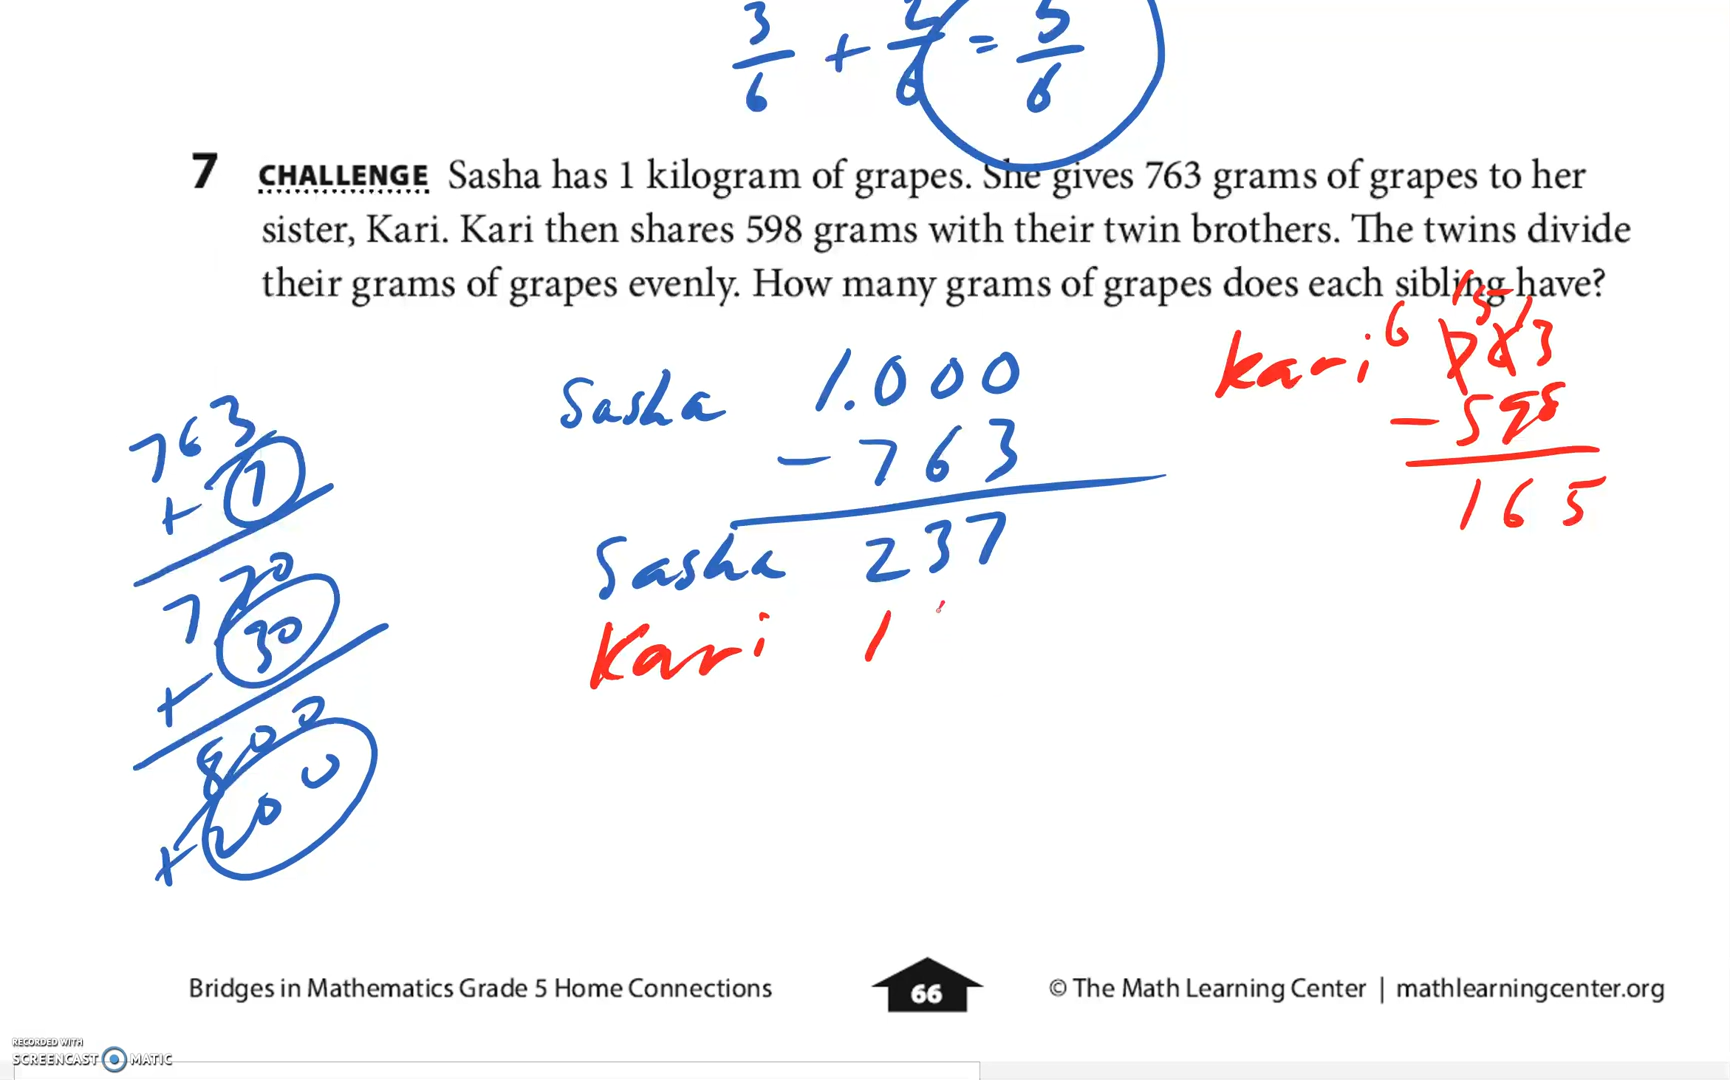 3/6 + 2/6 = 5/6
7 CHALLENGE Sasha has 1 kilogram of grapes. She gives 763 grams of grapes to her
sister, Kari. Kari then shares 598 grams with their twin brothers. The twins divide
their grams of grapes evenly. How many grams of grapes does each sibling have?
763
+ 7
770
+ 30
800
+ 200
Sasha 1.000
- 763
Sasha 237
Kari 1
Kari 763
6 15 1
- 598
165
Bridges in Mathematics Grade 5 Home Connections
66
© The Math Learning Center | mathlearningcenter.org
RECORDED WITH
SCREENCAST MATIC